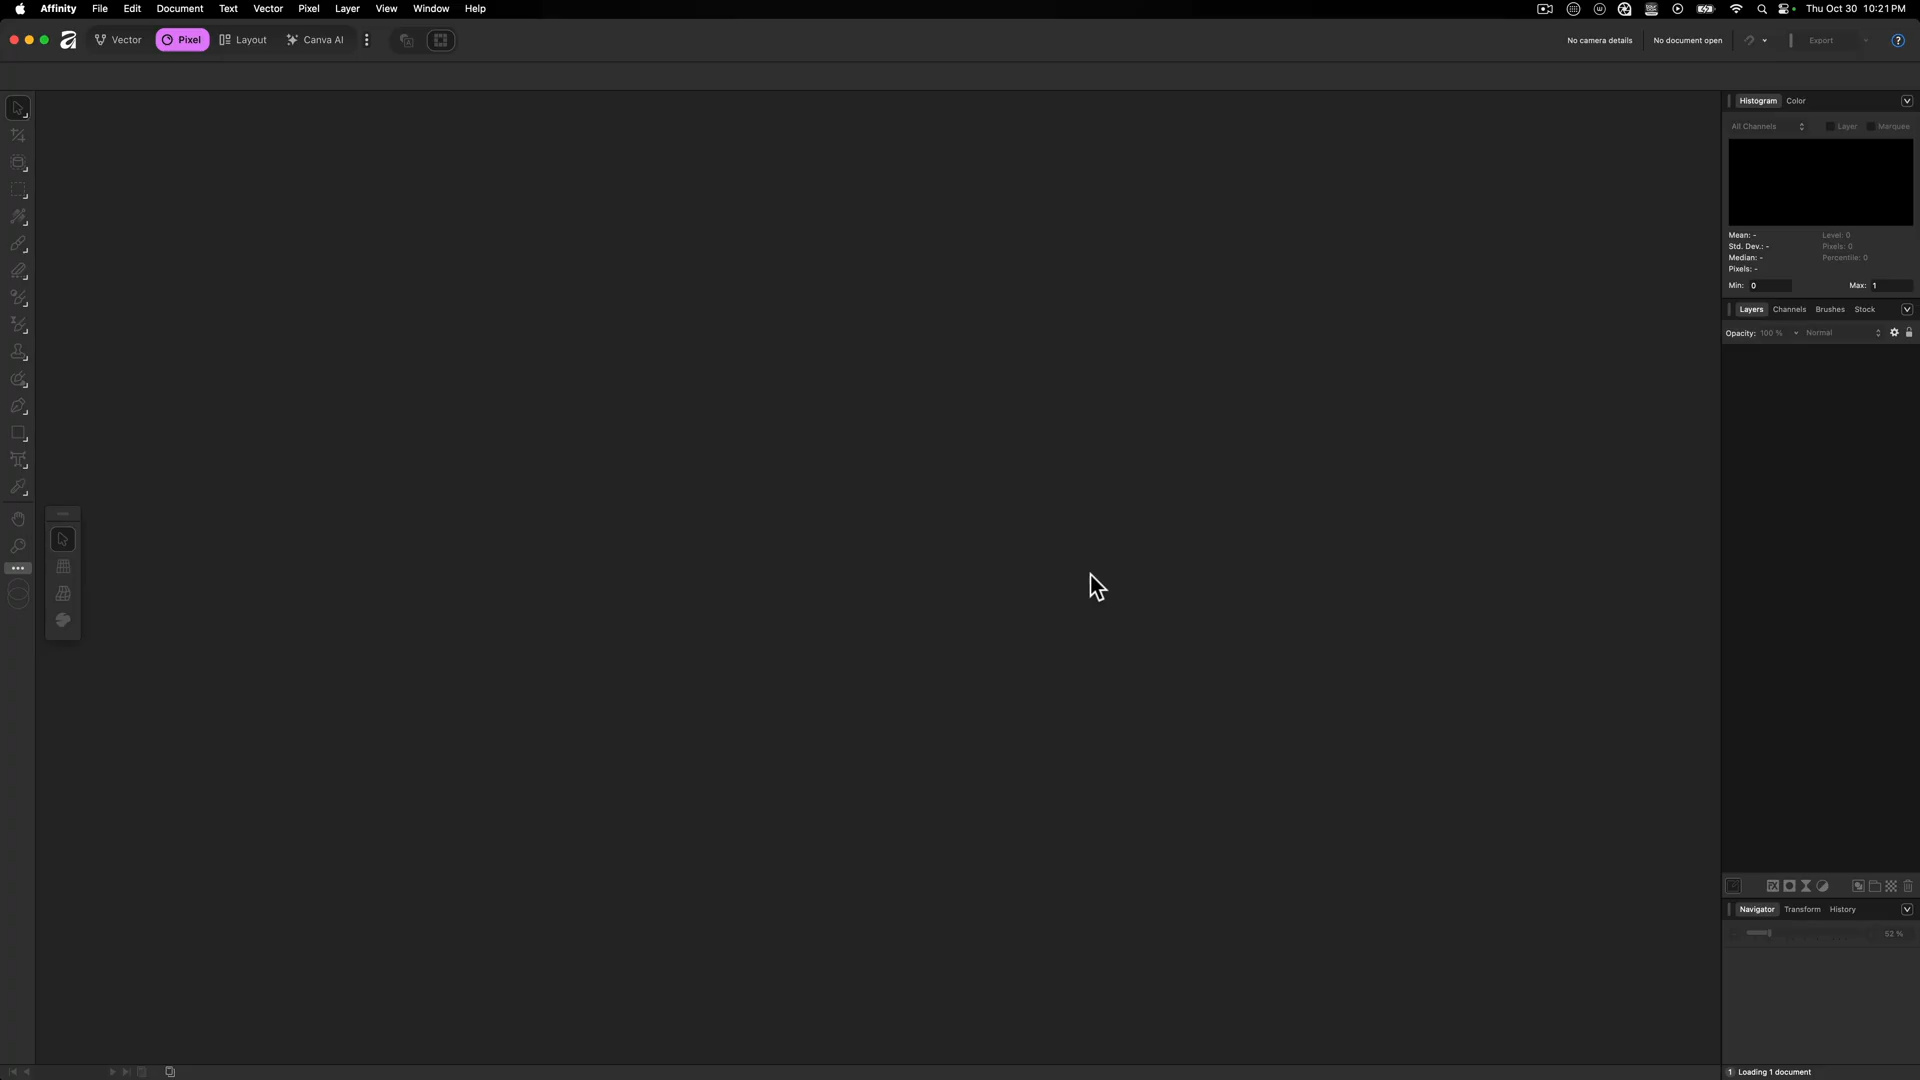 Affinity File Edit Document Text Vector Pixel Layer View Window Help
Thu Oct 30 10:21 PM
Vector Pixel Layout Canva AI
No camera details No document open Export
Histogram Color
All Channels Layer Marquee
Mean: - Level: 0
Std. Dev.: - Pixels: 0
Median: - Percentile: 0
Pixels: -
Min: 0 Max: 1
Layers Channels Brushes Stock
Opacity: 100 % Normal
Navigator Transform History
52 %
1 Loading 1 document